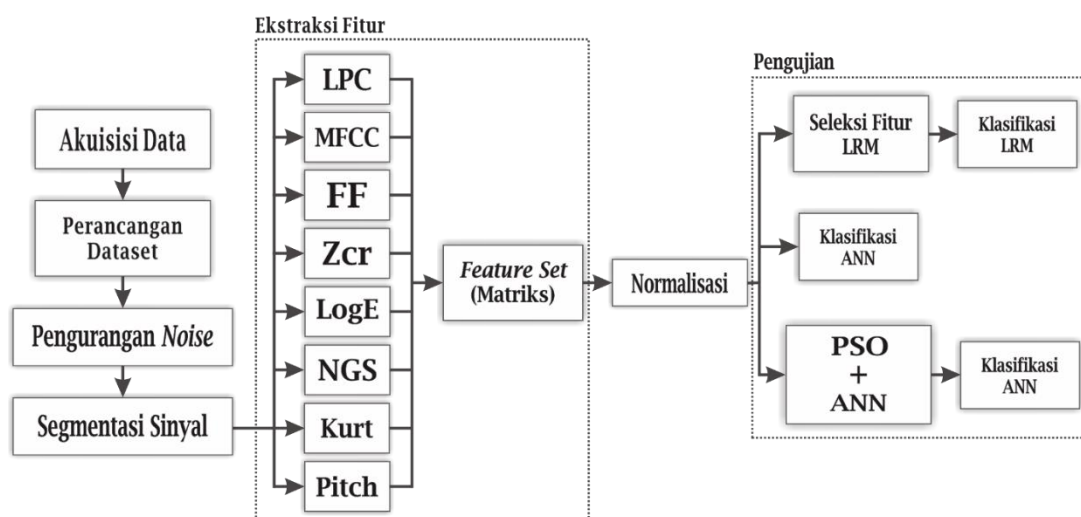 Akuisisi Data
Perancangan
Dataset
Pengurangan Noise
Segmentasi Sinyal
Ekstraksi Fitur
LPC
MFCC
FF
Zcr
LogE
NGS
Kurt
Pitch
Feature Set
(Matriks)
Normalisasi
Pengujian
Seleksi Fitur
LRM
Klasifikasi
LRM
Klasifikasi
ANN
PSO
+
ANN
Klasifikasi
ANN